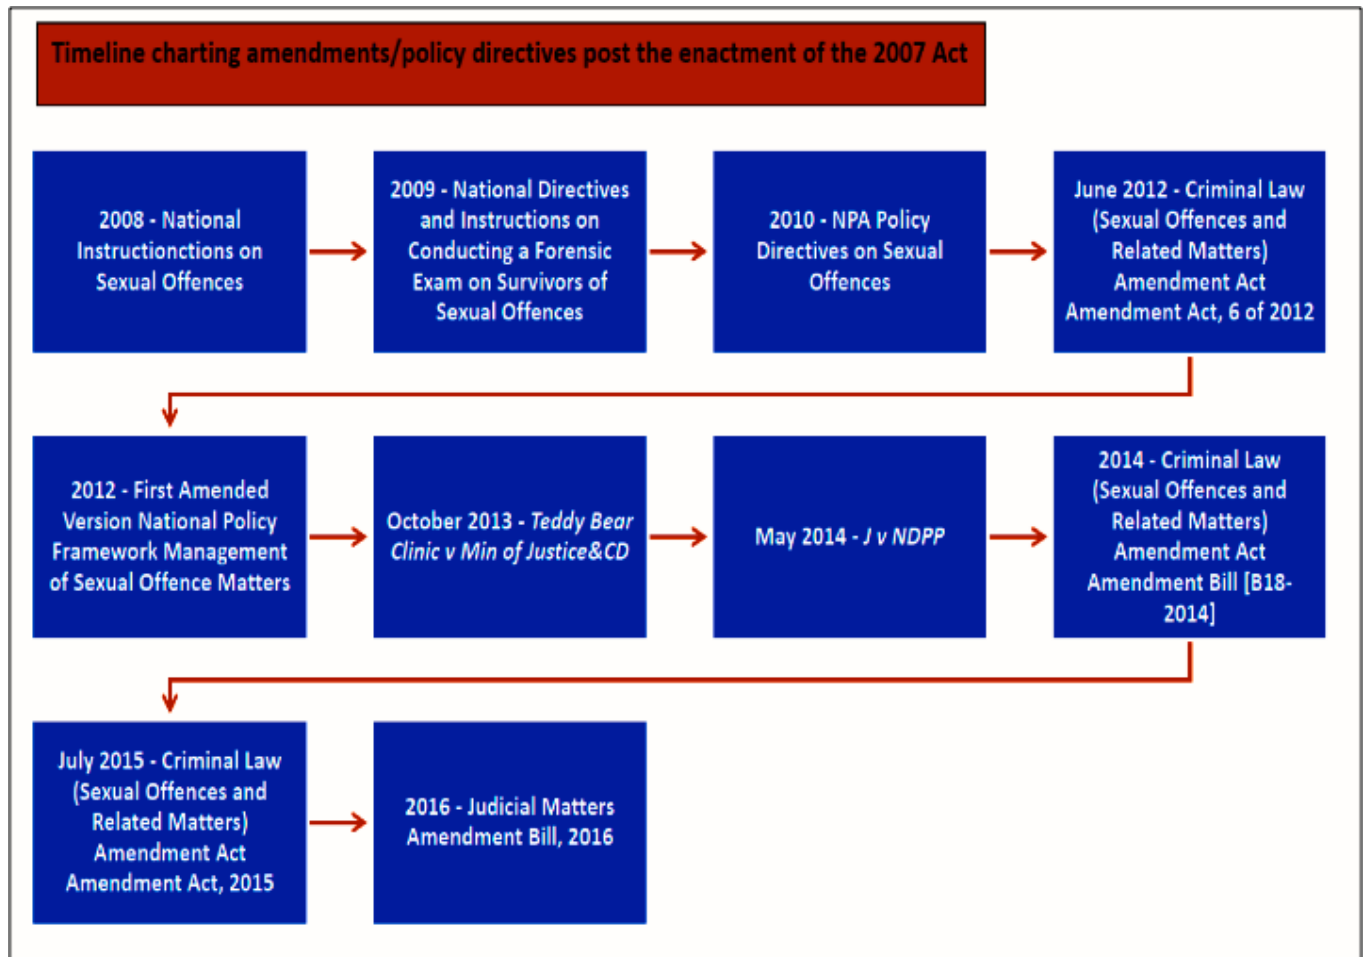 Timeline charting amendments/policy directives post the enactment of the 2007 Act
2008 - National
Instructionctions on
Sexual Offences
2009 - National Directives
and Instructions on
Conducting a Forensic
Exam on Survivors of
Sexual Offences
2010 - NPA Policy
Directives on Sexual
Offences
June 2012 - Criminal Law
(Sexual Offences and
Related Matters)
Amendment Act
Amendment Act, 6 of 2012
2012 - First Amended
Version National Policy
Framework Management
of Sexual Offence Matters
October 2013 - Teddy Bear
Clinic v Min of Justice&CD
May 2014 - J v NDPP
2014 - Criminal Law
(Sexual Offences and
Related Matters)
Amendment Act
Amendment Bill [B18-
2014]
July 2015 - Criminal Law
(Sexual Offences and
Related Matters)
Amendment Act
Amendment Act, 2015
2016 - Judicial Matters
Amendment Bill, 2016